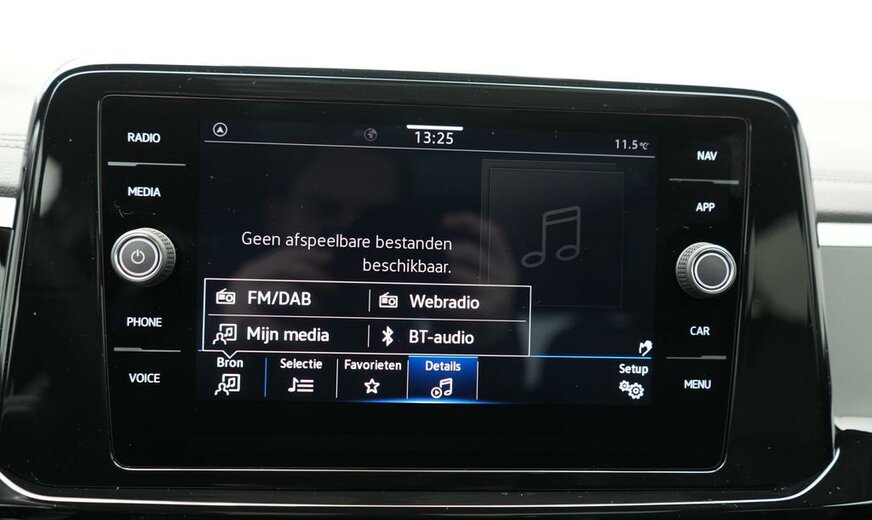 RADIO
MEDIA
PHONE
VOICE
13:25
11.5°C
Geen afspeelbare bestanden
beschikbaar.
FM/DAB
Webradio
Mijn media
BT-audio
Bron
Selectie
Favorieten
Details
Setup
NAV
APP
CAR
MENU